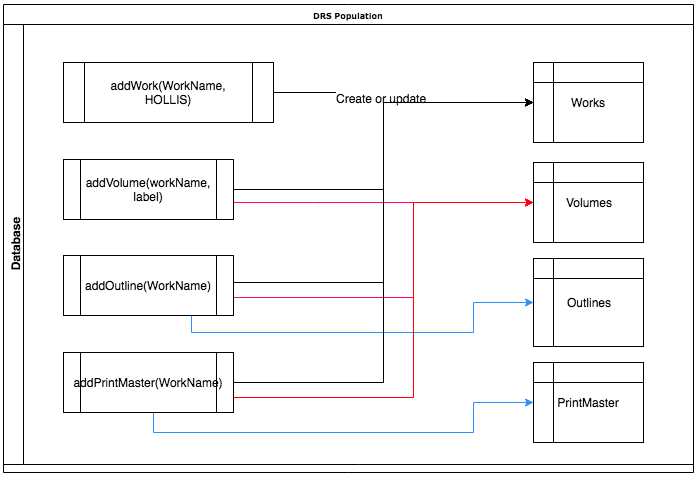 DRS Population
Database
addWork(WorkName,
HOLLIS)
Create or update
Works
addVolume(workName,
label)
Volumes
addOutline(WorkName)
Outlines
addPrintMaster(WorkName)
PrintMaster